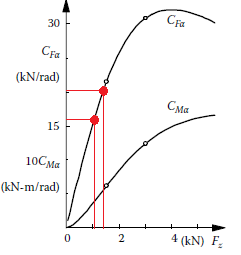 30
C_Fα
C_Fα
(kN/rad)
C_Mα
15
10C_Mα
(kN-m/rad)
0
2
4
(kN) F_z